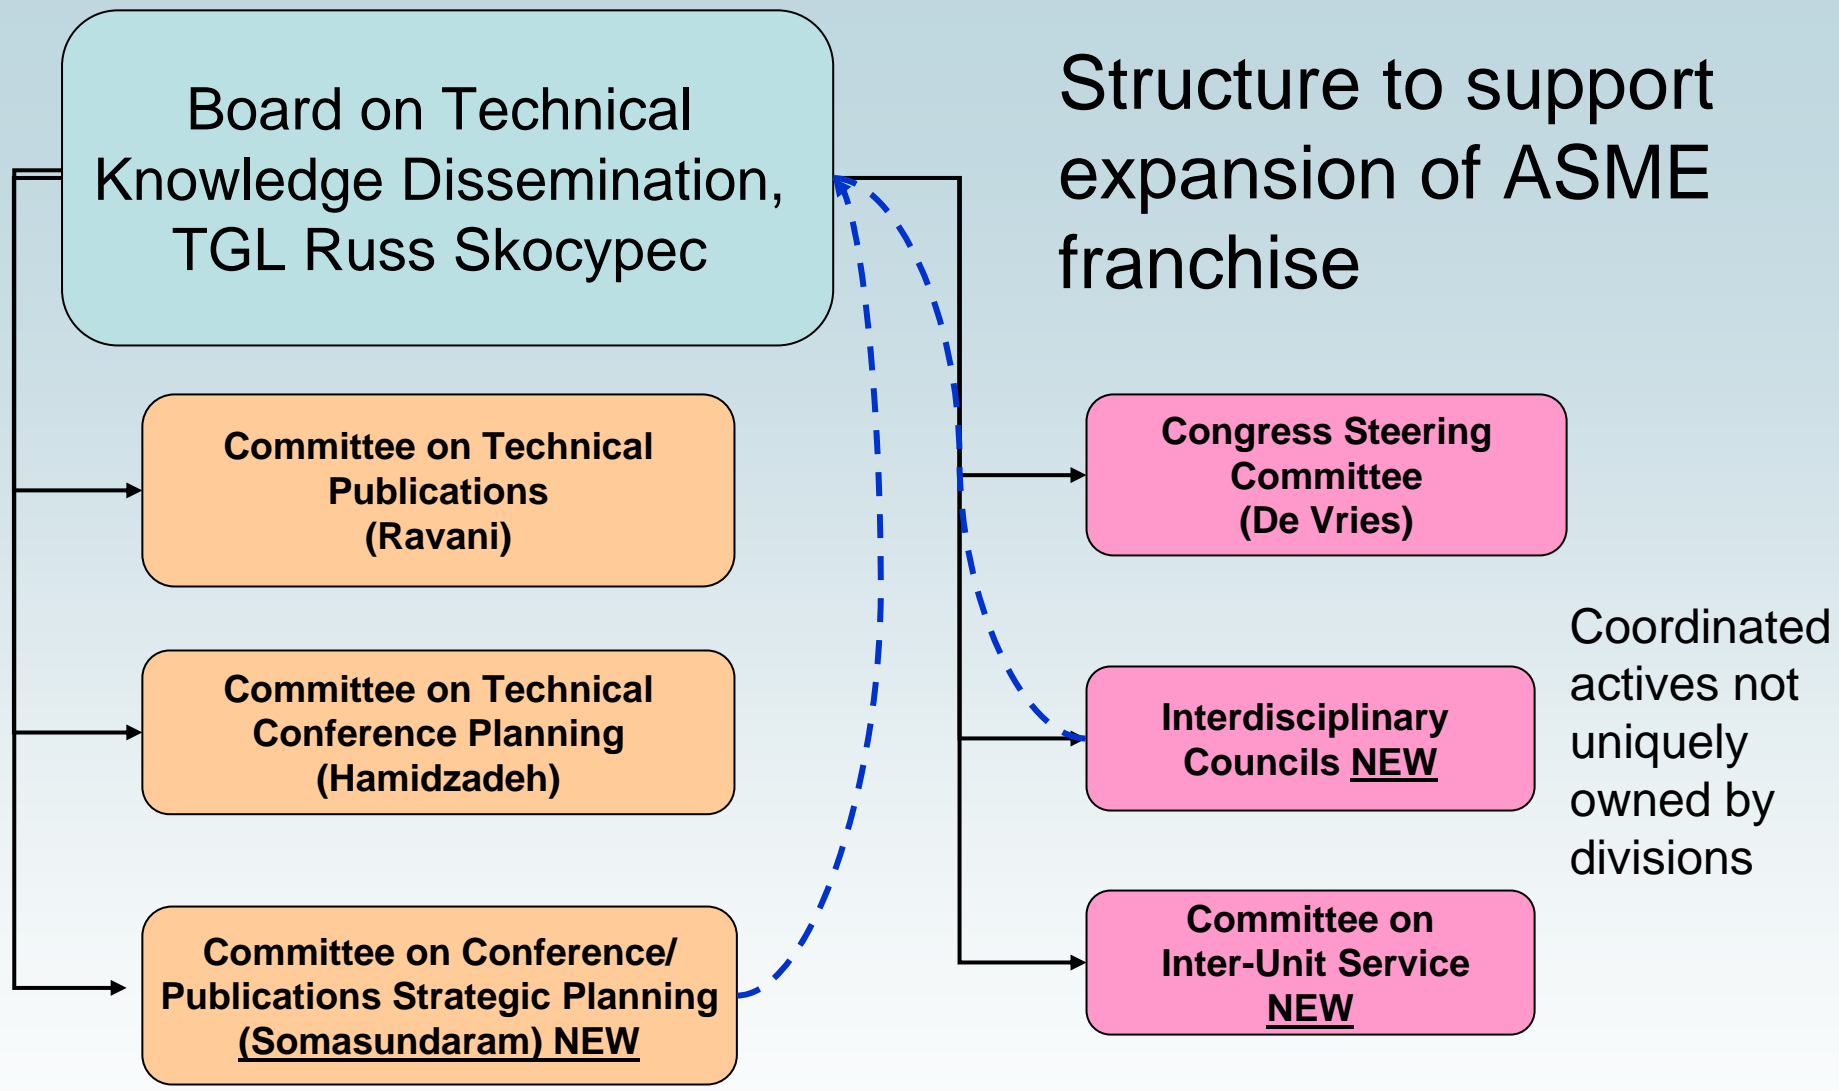 Board on Technical
Knowledge Dissemination,
TGL Russ Skocypec
Structure to support
expansion of ASME
franchise
Committee on Technical
Publications
(Ravani)
Committee on Technical
Conference Planning
(Hamidzadeh)
Committee on Conference/
Publications Strategic Planning
(Somasundaram) NEW
Congress Steering
Committee
(De Vries)
Interdisciplinary
Councils NEW
Committee on
Inter-Unit Service
NEW
Coordinated
actives not
uniquely
owned by
divisions